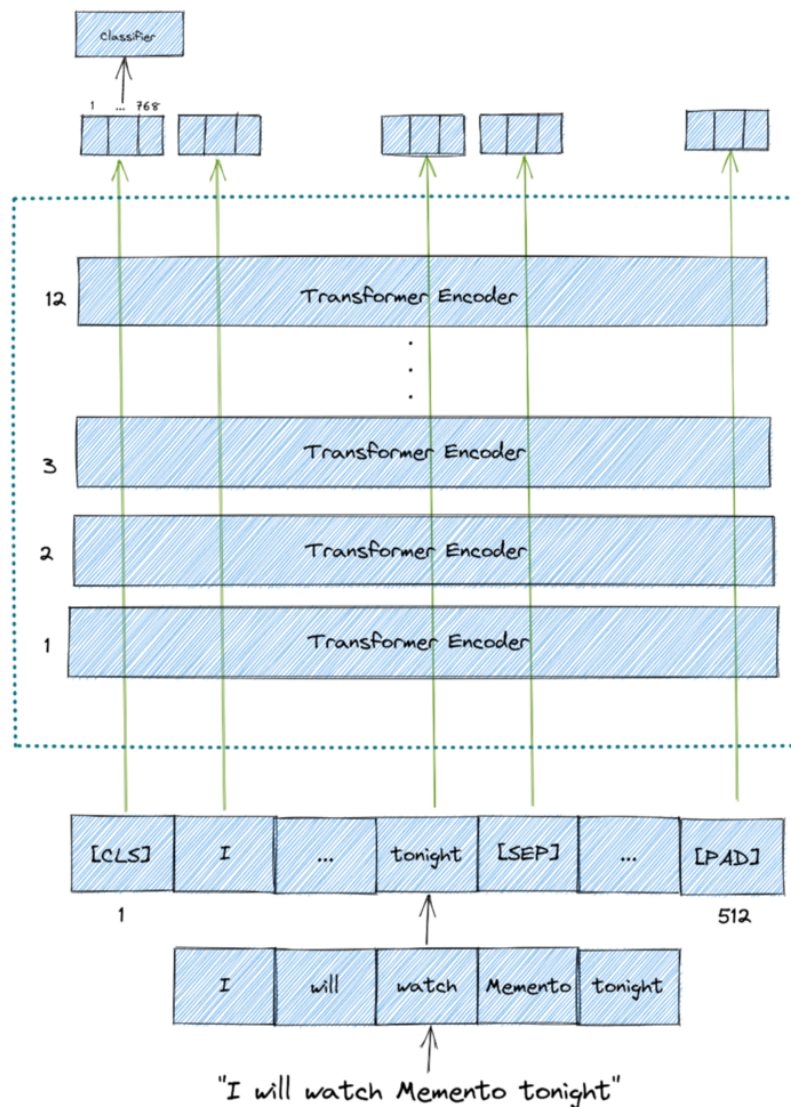 Classifier
1 ... 768
12 Transformer Encoder
.
.
.
3 Transformer Encoder
2 Transformer Encoder
1 Transformer Encoder
[CLS] I ... tonight [SEP] ... [PAD]
1 512
I will watch Memento tonight
"I will watch Memento tonight"